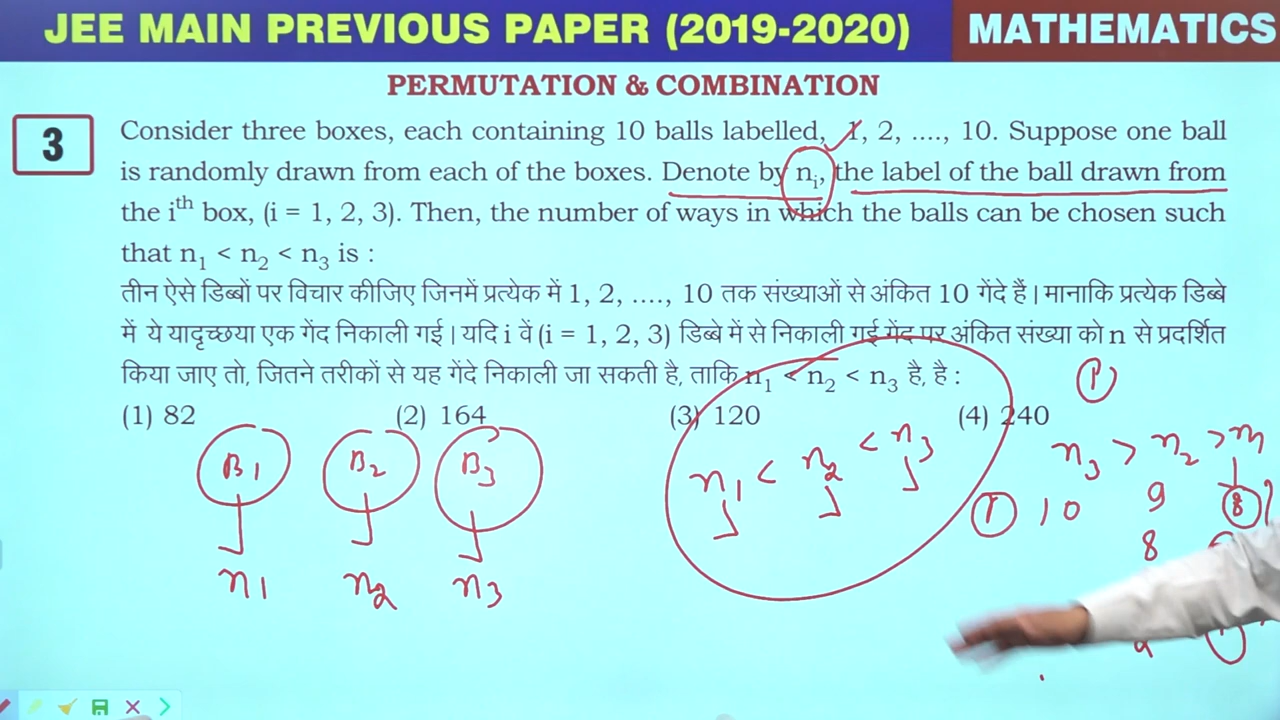 JEE MAIN PREVIOUS PAPER (2019-2020) MATHEMATICS
PERMUTATION & COMBINATION
3
Consider three boxes, each containing 10 balls labelled, 1, 2, ...., 10. Suppose one ball
is randomly drawn from each of the boxes. Denote by nᵢ, the label of the ball drawn from
the iᵗʰ box, (i = 1, 2, 3). Then, the number of ways in which the balls can be chosen such
that n₁ < n₂ < n₃ is :
तीन ऐसे डिब्बों पर विचार कीजिए जिनमें प्रत्येक में 1, 2, ...., 10 तक संख्याओं से अंकित 10 गेंदे हैं। मानाकि प्रत्येक डिब्बे
में ये यादृच्छया एक गेंद निकाली गई। यदि i वें (i = 1, 2, 3) डिब्बे में से निकाली गई गेंद पर अंकित संख्या को n से प्रदर्शित
किया जाए तो, जितने तरीकों से यह गेंदे निकाली जा सकती है, ताकि n₁ < n₂ < n₃ है, है :
(1) 82 (2) 164 (3) 120 (4) 240
B₁ B₂ B₃
n₁ n₂ n₃
n₁ < n₂ < n₃
n₃ > n₂ >
10 9 8
8